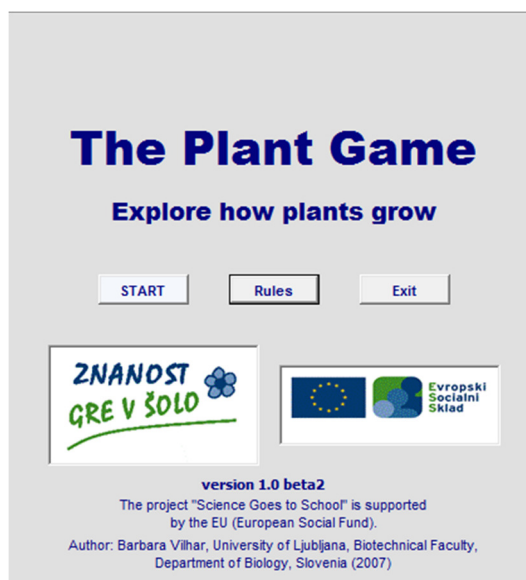 The Plant Game
Explore how plants grow
START Rules Exit
ZNANOST
GRE V ŠOLO
Evropski
Socialni
Sklad
version 1.0 beta2
The project "Science Goes to School" is supported
by the EU (European Social Fund).
Author: Barbara Vilhar, University of Ljubljana, Biotechnical Faculty,
Department of Biology, Slovenia (2007)